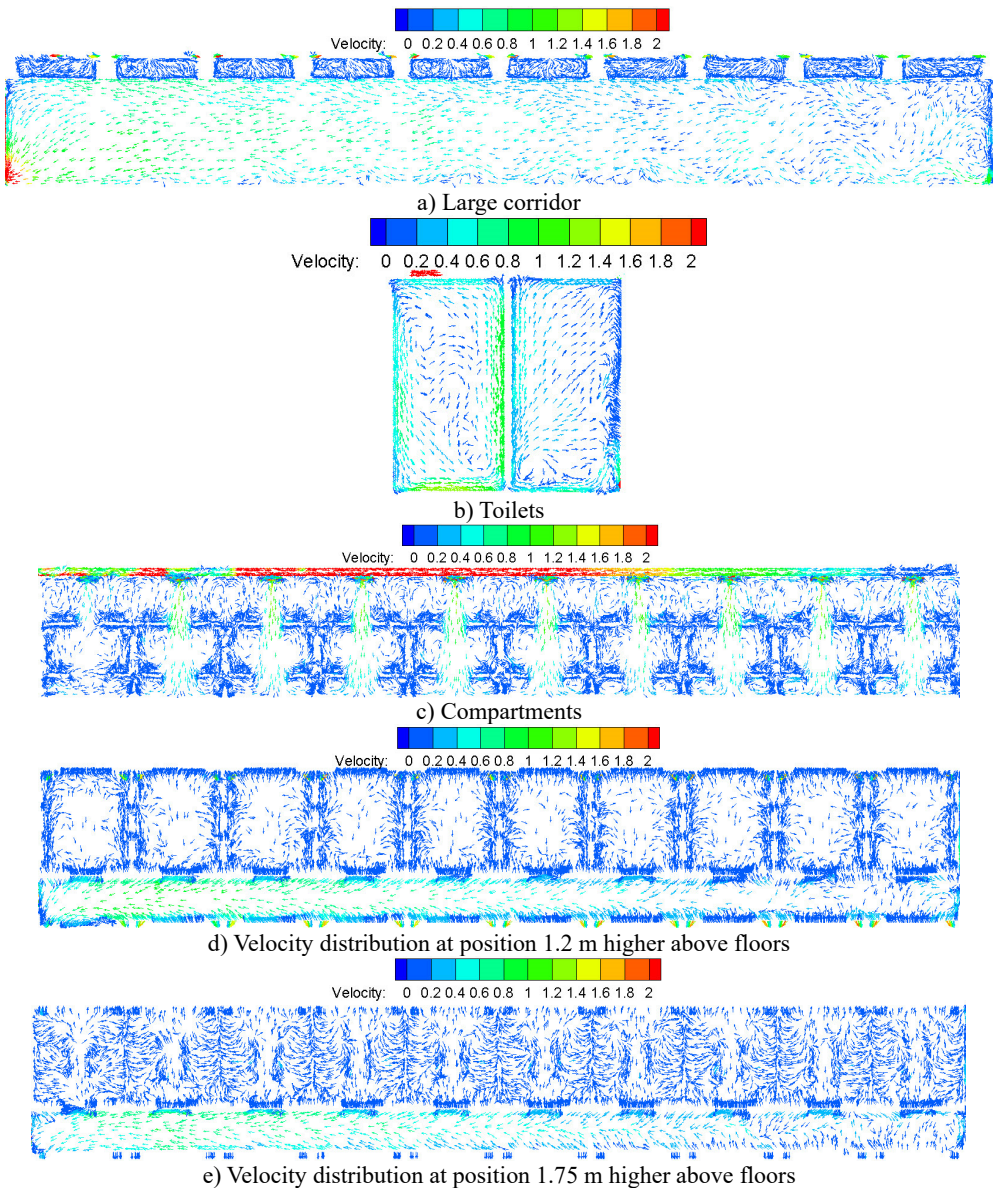 Velocity: 0 0.2 0.4 0.6 0.8 1 1.2 1.4 1.6 1.8 2
a) Large corridor
Velocity: 0 0.2 0.4 0.6 0.8 1 1.2 1.4 1.6 1.8 2
b) Toilets
Velocity: 0 0.2 0.4 0.6 0.8 1 1.2 1.4 1.6 1.8 2
c) Compartments
Velocity: 0 0.2 0.4 0.6 0.8 1 1.2 1.4 1.6 1.8 2
d) Velocity distribution at position 1.2 m higher above floors
Velocity: 0 0.2 0.4 0.6 0.8 1 1.2 1.4 1.6 1.8 2
e) Velocity distribution at position 1.75 m higher above floors